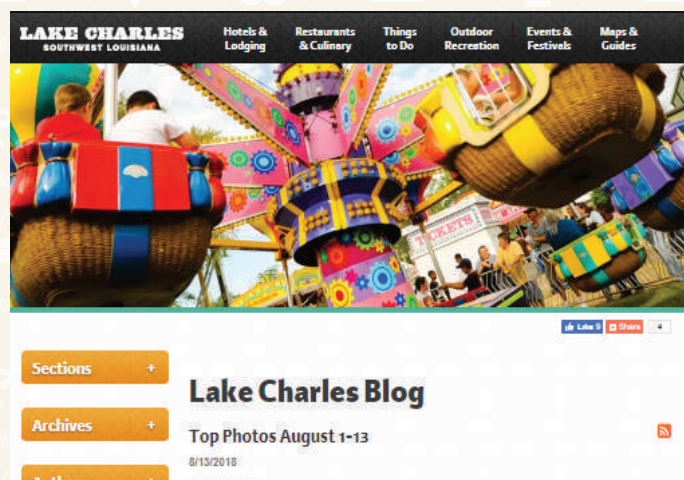 LAKE CHARLES
SOUTHWEST LOUISIANA
Hotels &
Lodging
Restaurants
& Culinary
Things
to Do
Outdoor
Recreation
Events &
Festivals
Maps &
Guides
TICKETS
Like 9
Share
4
Sections +
Archives +
Lake Charles Blog
Top Photos August 1-13
8/13/2018